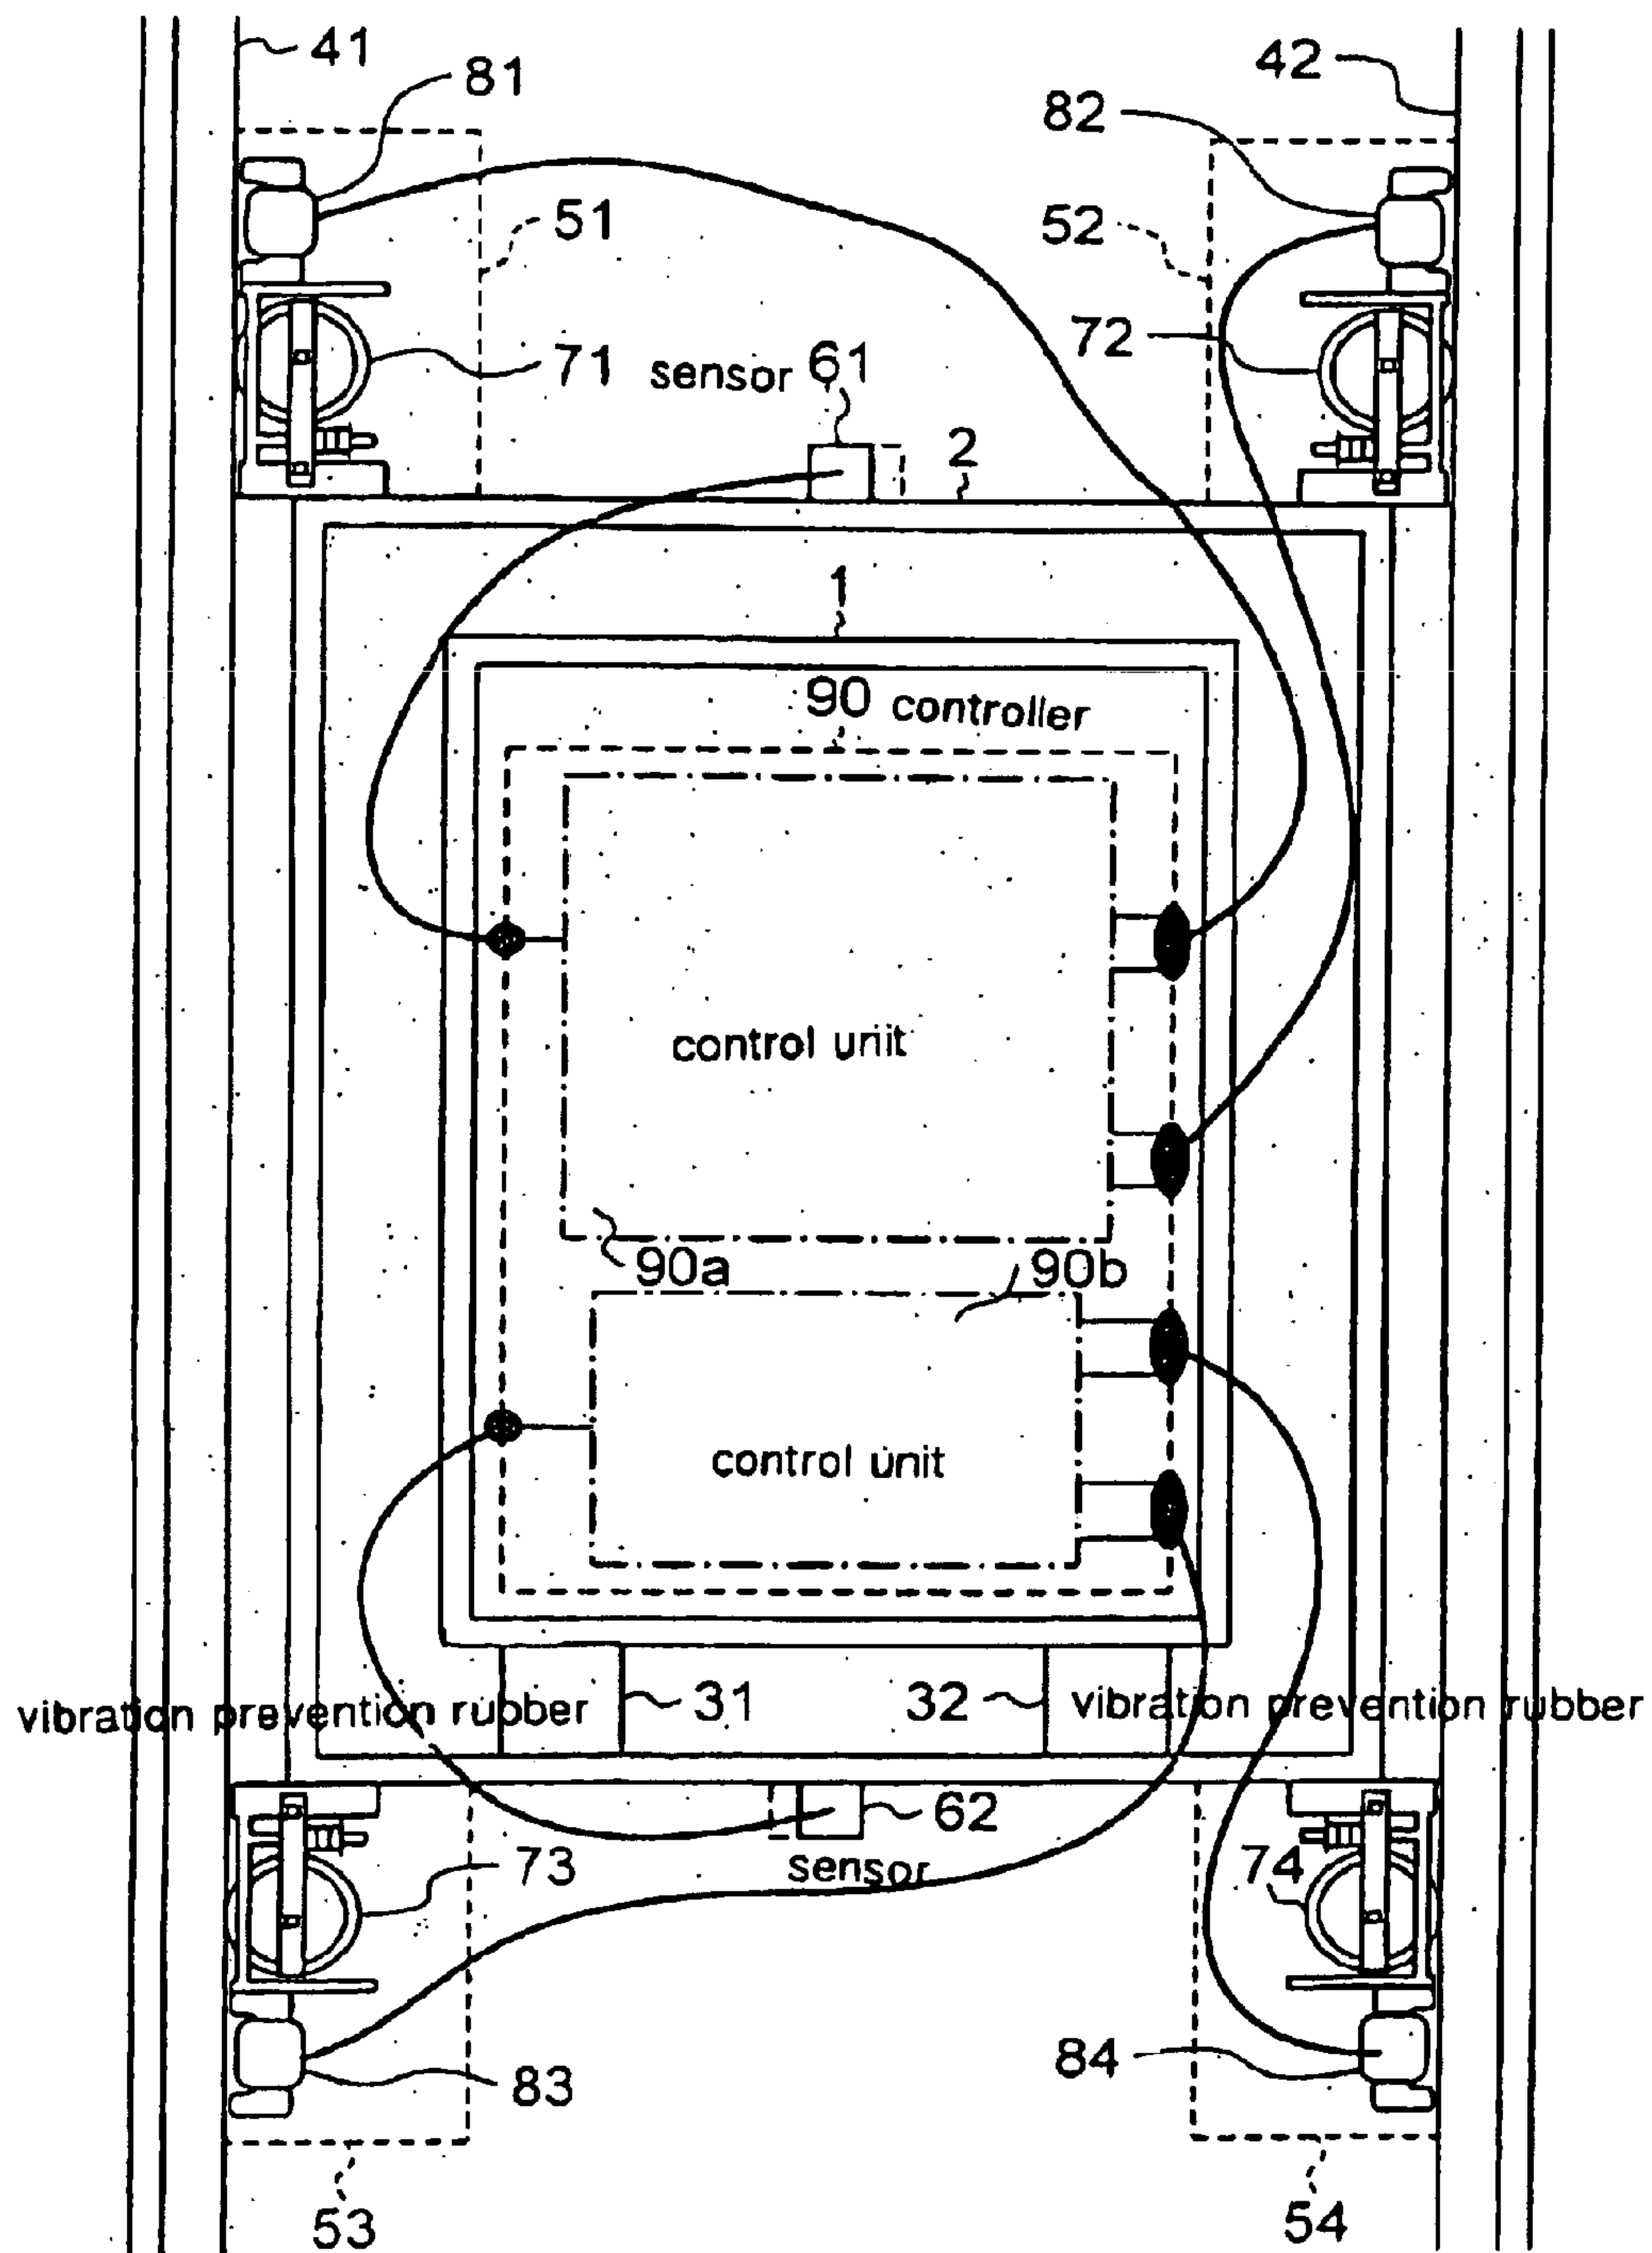 41
81
42
82
51
52
71
sensor 61
72
2
1
90 controller
control unit
90a
90b
control unit
vibration prevention rubber
31
32
vibration prevention rubber
62
sensor
73
74
83
84
53
54